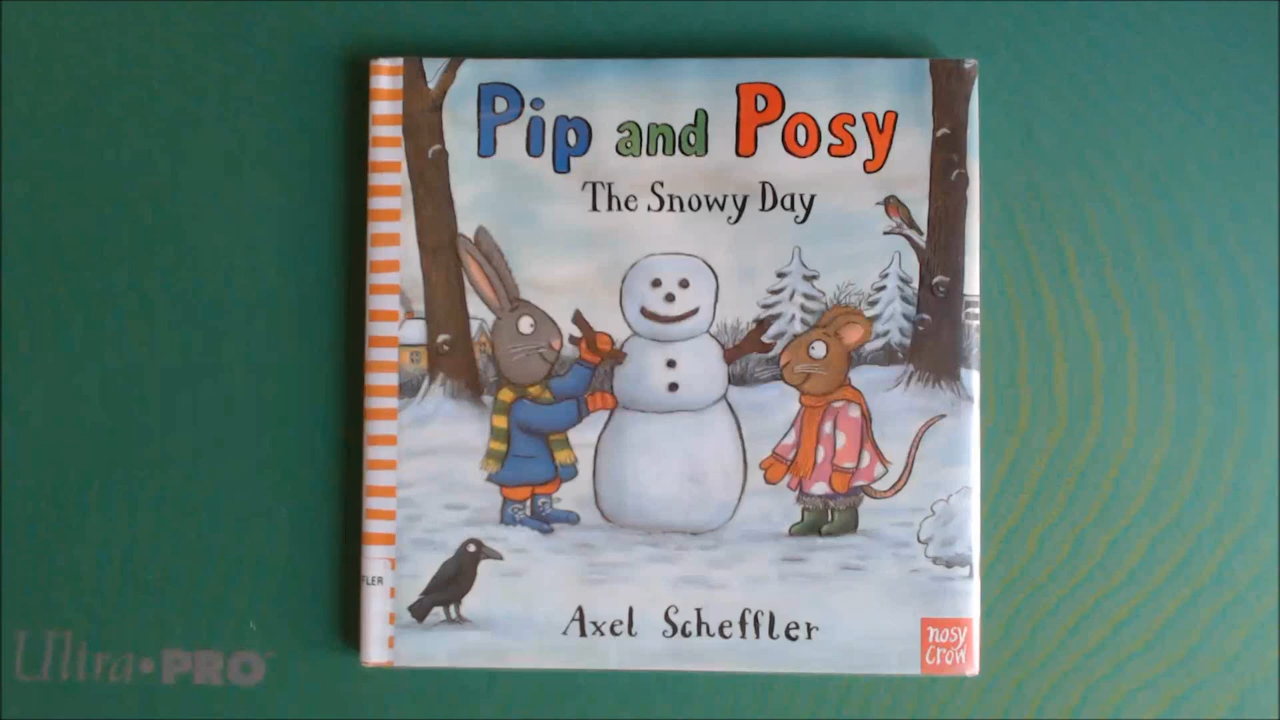 Pip and Posy
The Snowy Day
FLER
Axel Scheffler
nosy
crow
Ultra•PRO